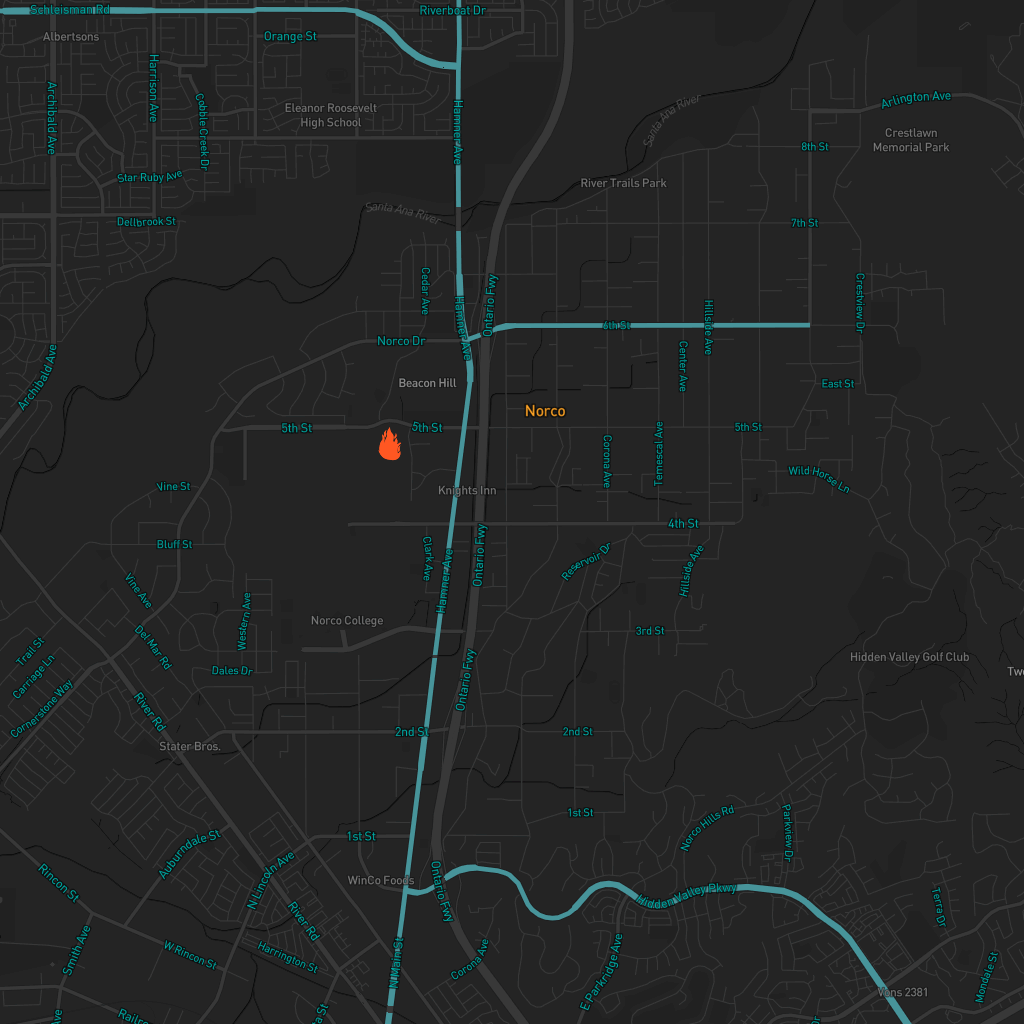 Schleisman Rd
Riverboat Dr
Albertsons
Orange St
Harrison Ave
Archibald Ave
Cobble Creek Dr
Eleanor Roosevelt
High School
Hamner Ave
Santa Ana River
Arlington Ave
Crestlawn
Memorial Park
8th St
Star Ruby Ave
River Trails Park
Santa Ana River
Dellbrook St
7th St
Cedar Ave
Ontario Fwy
Hamner Ave
Crestview Dr
Hillside Ave
6th St
Norco Dr
Center Ave
Archibald Ave
Beacon Hill
East St
Norco
5th St
5th St
5th St
Corona Ave
Temescal Ave
Wild Horse Ln
Vine St
Knights Inn
4th St
Bluff St
Clark Ave
Hamner Ave
Ontario Fwy
Reservoir Dr
Hillside Ave
Vine Ave
Western Ave
Norco College
3rd St
Del Mar Rd
Trail St
Carriage Ln
Cornerstone Way
Dales Dr
Hidden Valley Golf Club
Twe
Ontario Fwy
River Rd
2nd St
2nd St
Stater Bros.
1st St
Norco Hills Rd
Parkview Dr
1st St
Auburndale St
N Lincoln Ave
WinCo Foods
Ontario Fwy
Hidden Valley Pkwy
Rincon St
River Rd
Terra Dr
Smith Ave
W Rincon St
Harrington St
N Main St
Corona Ave
E Parkridge Ave
Mondale St
Vons 2381
Ave
Railro
ta St
Dr